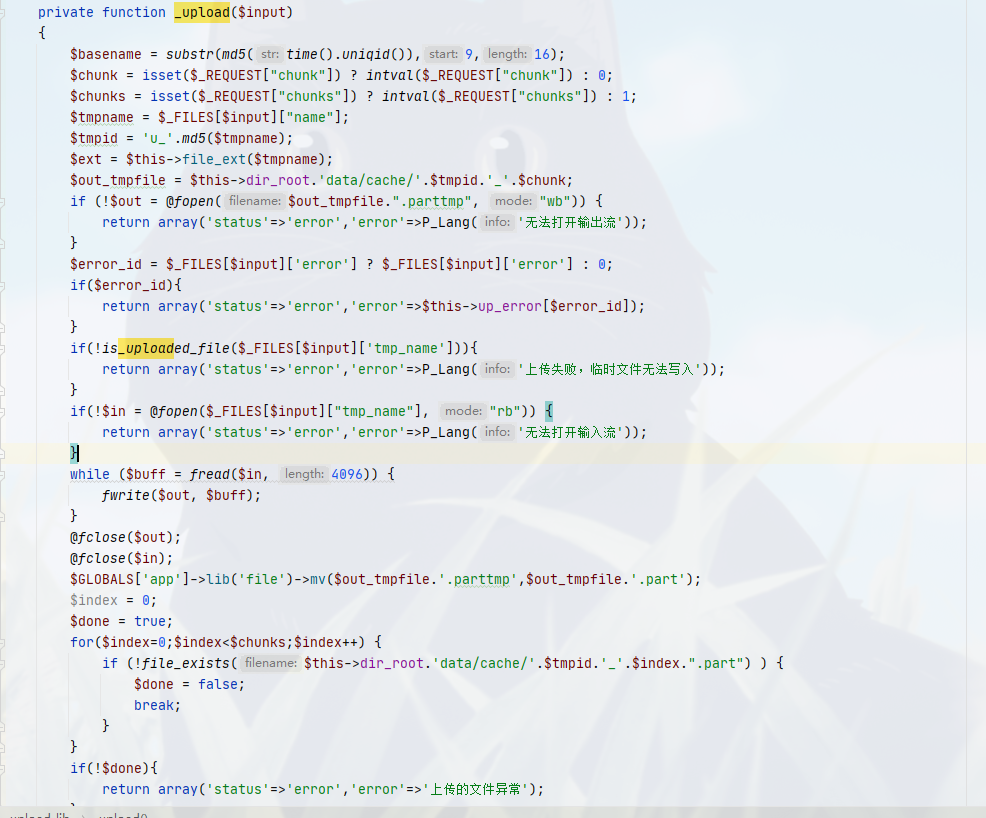 private function _upload($input)
{
$basename = substr(md5( str: time().uniqid()), start: 9, length: 16);
$chunk = isset($_REQUEST["chunk"]) ? intval($_REQUEST["chunk"]) : 0;
$chunks = isset($_REQUEST["chunks"]) ? intval($_REQUEST["chunks"]) : 1;
$tmpname = $_FILES[$input]["name"];
$tmpid = 'u_'.md5($tmpname);
$ext = $this->file_ext($tmpname);
$out_tmpfile = $this->dir_root.'data/cache/'.$tmpid.'_'.$chunk;
if (!$out = @fopen( filename: $out_tmpfile.".parttmp", mode: "wb")) {
return array('status'=>'error','error'=>P_Lang( info: '无法打开输出流'));
}
$error_id = $_FILES[$input]['error'] ? $_FILES[$input]['error'] : 0;
if($error_id){
return array('status'=>'error','error'=>$this->up_error[$error_id]);
}
if(!is_uploaded_file($_FILES[$input]['tmp_name'])){
return array('status'=>'error','error'=>P_Lang( info: '上传失败，临时文件无法写入'));
}
if(!$in = @fopen($_FILES[$input]["tmp_name"], mode: "rb")) {
return array('status'=>'error','error'=>P_Lang( info: '无法打开输入流'));
}
while ($buff = fread($in, length: 4096)) {
fwrite($out, $buff);
}
@fclose($out);
@fclose($in);
$GLOBALS['app']->lib('file')->mv($out_tmpfile.'.parttmp',$out_tmpfile.'.part');
$index = 0;
$done = true;
for($index=0;$index<$chunks;$index++) {
if (!file_exists( filename: $this->dir_root.'data/cache/'.$tmpid.'_'.$index.".part") ) {
$done = false;
break;
}
}
if(!$done){
return array('status'=>'error','error'=>'上传的文件异常');